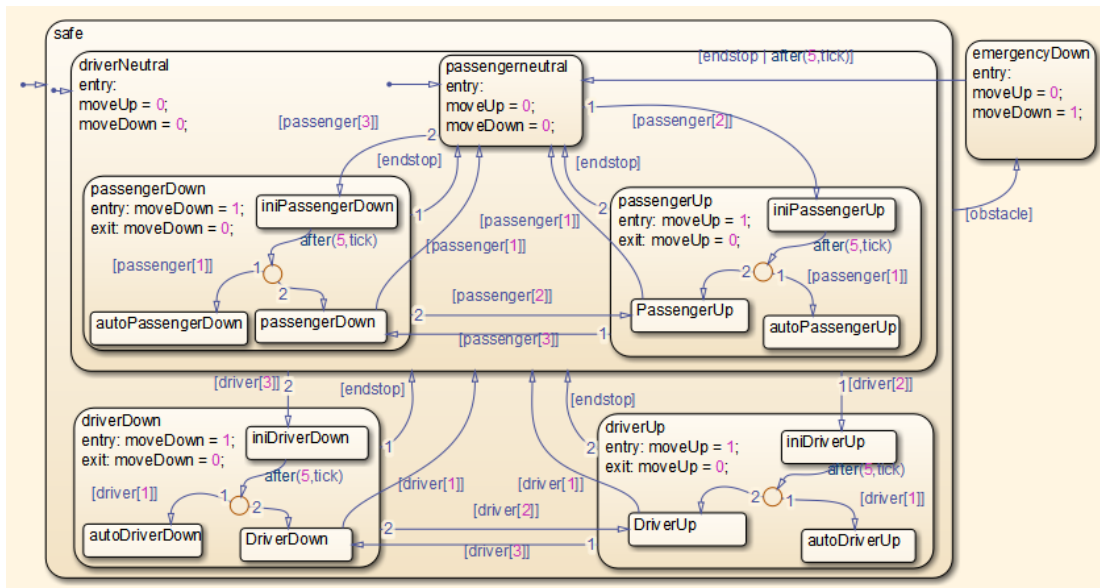 safe
driverNeutral
entry:
moveUp = 0;
moveDown = 0;
passengerneutral
entry:
moveUp = 0;
moveDown = 0;
[endstop | after(5,tick)]
emergencyDown
entry:
moveUp = 0;
moveDown = 1;
[passenger[3]]
2
1
[passenger[2]]
[endstop]
[endstop]
passengerDown
entry: moveDown = 1;
exit: moveDown = 0;
iniPassengerDown
1
after(5,tick)
[passenger[1]]
1
2
autoPassengerDown
passengerDown
[passenger[1]]
[passenger[1]]
2
[passenger[2]]
[passenger[3]]
1
passengerUp
entry: moveUp = 1;
exit: moveUp = 0;
2
iniPassengerUp
after(5,tick)
2
1
[passenger[1]]
PassengerUp
autoPassengerUp
[obstacle]
[driver[3]]
2
[endstop]
[endstop]
1
[driver[2]]
driverDown
entry: moveDown = 1;
exit: moveDown = 0;
iniDriverDown
1
after(5,tick)
[driver[1]]
1
2
autoDriverDown
DriverDown
[driver[1]]
[driver[1]]
2
[driver[2]]
[driver[3]]
1
driverUp
entry: moveUp = 1;
exit: moveUp = 0;
2
iniDriverUp
after(5,tick)
2
1
[driver[1]]
DriverUp
autoDriverUp